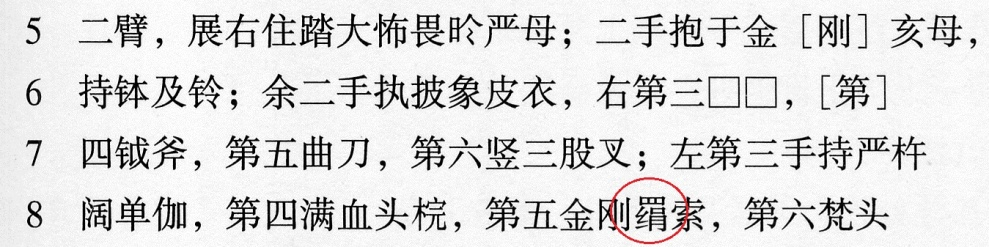 5 二臂，展右住踏大怖畏昤严母；二手抱于金［刚］亥母，
6 持钵及铃；余二手执披象皮衣，右第三□□，［第］
7 四钺斧，第五曲刀，第六竖三股叉；左第三手持严杵
8 阔单伽，第四满血头梡，第五金刚罥索，第六梵头